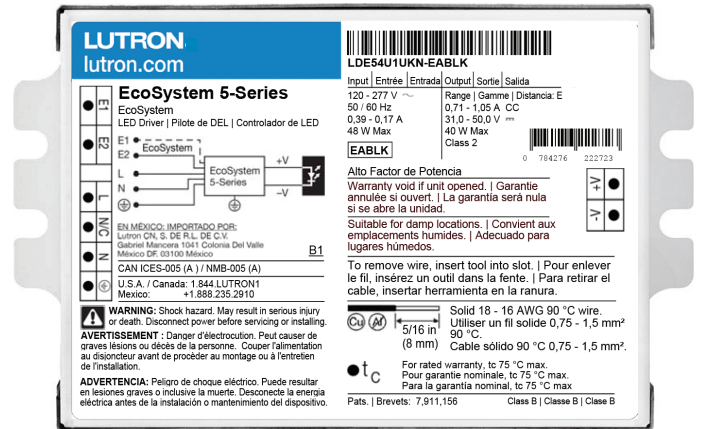 LUTRON
lutron.com
EcoSystem 5-Series
EcoSystem
LED Driver | Pilote de DEL | Controlador de LED
E1
E2
L
N/C
N
E1
E2
EcoSystem
L
N
EcoSystem
5-Series
+V
–V
EN MÉXICO: IMPORTADO POR:
Lutron CN, S. DE R.L. DE C.V.
Gabriel Mancera 1041 Colonia Del Valle
México DF. 03100 México
B1
CAN ICES-005 (A ) / NMB-005 (A)
U.S.A. / Canada: 1.844.LUTRON1
Mexico: +1.888.235.2910
WARNING: Shock hazard. May result in serious injury
or death. Disconnect power before servicing or installing.
AVERTISSEMENT : Danger d'électrocution. Peut causer de
graves lésions ou décès de la personne. Couper l'alimentation
au disjoncteur avant de procéder au montage ou à l'entretien
de l'installation.
ADVERTENCIA: Peligro de choque eléctrico. Puede resultar
en lesiones graves o inclusive la muerte. Desconecte la energía
eléctrica antes de la instalación o mantenimiento del dispositivo.
LDE54U1UKN-EABLK
Input | Entrée | Entrada
120 - 277 V ~
50 / 60 Hz
0,39 - 0,17 A
48 W Max
EABLK
Output | Sortie | Salida
Range | Gamme | Distancia: E
0,71 - 1,05 A CC
31,0 - 50,0 V ⎓
40 W Max
Class 2
0 784276 222723
Alto Factor de Potencia
Warranty void if unit opened. | Garantie
annulée si ouvert. | La garantía será nula
si se abre la unidad.
Suitable for damp locations. | Convient aux
emplacements humides. | Adecuado para
lugares húmedos.
+V
-V
To remove wire, insert tool into slot. | Pour enlever
le fil, insérez un outil dans la fente. | Para retirar el
cable, insertar herramienta en la ranura.
Cu Al
5/16 in
(8 mm)
Solid 18 - 16 AWG 90 °C wire.
Utiliser un fil solide 0,75 - 1,5 mm²
90 °C.
Cable sólido 90 °C 0,75 - 1,5 mm².
tc
For rated warranty, tc 75 °C max.
Pour garantie nominale, tc 75 °C max.
Para la garantía nominal, tc 75 °C max
Pats. | Brevets: 7,911,156
Class B | Classe B | Clase B